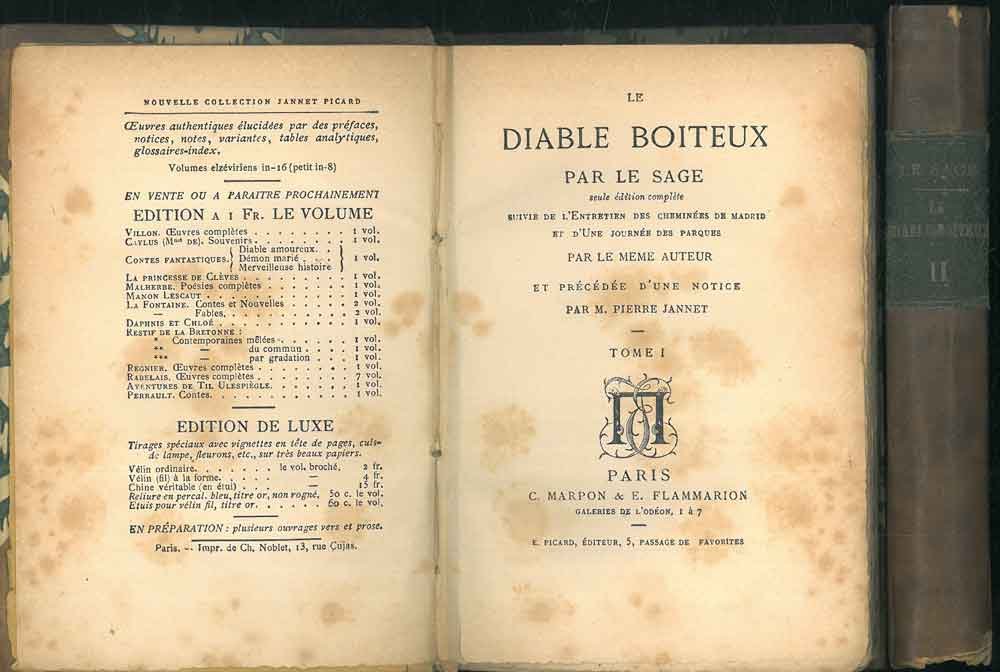 NOUVELLE COLLECTION JANNET PICARD
Œuvres authentiques élucidées par des préfaces,
notices, notes, variantes, tables analytiques,
glossaires-index.
Volumes elzéviriens in-16 (petit in-8)
EN VENTE OU A PARAITRE PROCHAINEMENT
EDITION A 1 Fr. LE VOLUME
VILLON. Œuvres complètes . . . . . . . . 1 vol.
CAYLUS (Mme DE). Souvenirs . . . . . . . . 1 vol.
CONTES FANTASTIQUES. { Diable amoureux. . } 1 vol.
Démon marié . . .
Merveilleuse histoire
LA PRINCESSE DE CLÈVES . . . . . . . . . 1 vol.
MALHERBE. Poésies complètes . . . . . . . 1 vol.
MANON LESCAUT . . . . . . . . . . . . 1 vol.
LA FONTAINE. Contes et Nouvelles . . . . . 2 vol.
— Fables. . . . . . . . . . . 2 vol.
DAPHNIS ET CHLOÉ . . . . . . . . . . . 1 vol.
RESTIF DE LA BRETONNE :
* Contemporaines mêlées . . . . . 1 vol.
** — du commun . . . . 1 vol.
*** — par gradation . . . 1 vol.
REGNIER. Œuvres complètes . . . . . . . . 1 vol.
RABELAIS. Œuvres complètes . . . . . . . . 7 vol.
AVENTURES DE TIL ULESPIÈGLE. . . . . . . 1 vol.
PERRAULT. Contes. . . . . . . . . . . . 1 vol.
EDITION DE LUXE
Tirages spéciaux avec vignettes en tête de pages, culs-
de lampe, fleurons, etc., sur très beaux papiers.
Vélin ordinaire. . . . . . . le vol. broché, 2 fr.
Vélin (fil) à la forme. . . . . — 4 fr.
Chine véritable (en étui) . . . — 15 fr.
Reliure en percal. bleu, titre or, non rogné, 50 c. le vol.
Etuis pour vélin fil, titre or. . . . . . 60 c. le vol.
EN PRÉPARATION : plusieurs ouvrages vers et prose.
Paris. -- Impr. de Ch. Noblet, 13, rue Cujas.
LE
DIABLE BOITEUX
PAR LE SAGE
seule édition complète
SUIVIE DE L'ENTRETIEN DES CHEMINÉES DE MADRID
ET D'UNE JOURNÉE DES PARQUES
PAR LE MEME AUTEUR
ET PRÉCÉDÉE D'UNE NOTICE
PAR M. PIERRE JANNET
TOME I
PARIS
C. MARPON & E. FLAMMARION
GALERIES DE L'ODÉON, 1 à 7
E. PICARD, ÉDITEUR, 5, PASSAGE DE FAVORITES
LE SAGE
LE
DIABLE BOITEUX
II